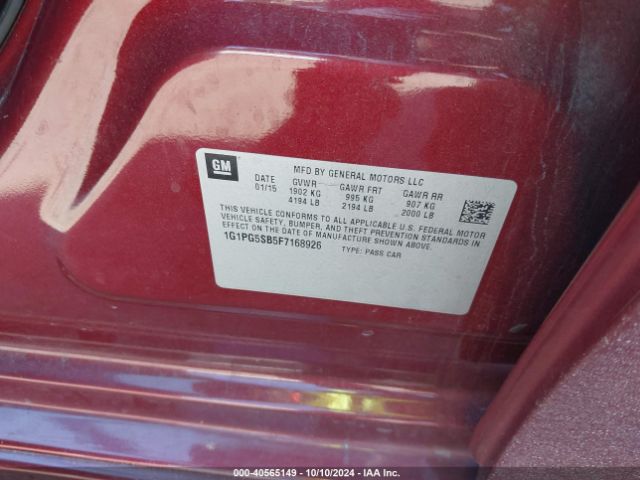 GM
MFD BY GENERAL MOTORS LLC
DATE GVWR GAWR FRT GAWR RR
01/15 1902 KG 995 KG 907 KG
4194 LB 2194 LB 2000 LB
THIS VEHICLE CONFORMS TO ALL APPLICABLE U.S. FEDERAL MOTOR
VEHICLE SAFETY, BUMPER, AND THEFT PREVENTION STANDARDS IN
EFFECT ON THE DATE OF MANUFACTURE SHOWN ABOVE.
1G1PG5SB5F7168926
TYPE: PASS CAR
000-40565149 - 10/10/2024 - IAA Inc.